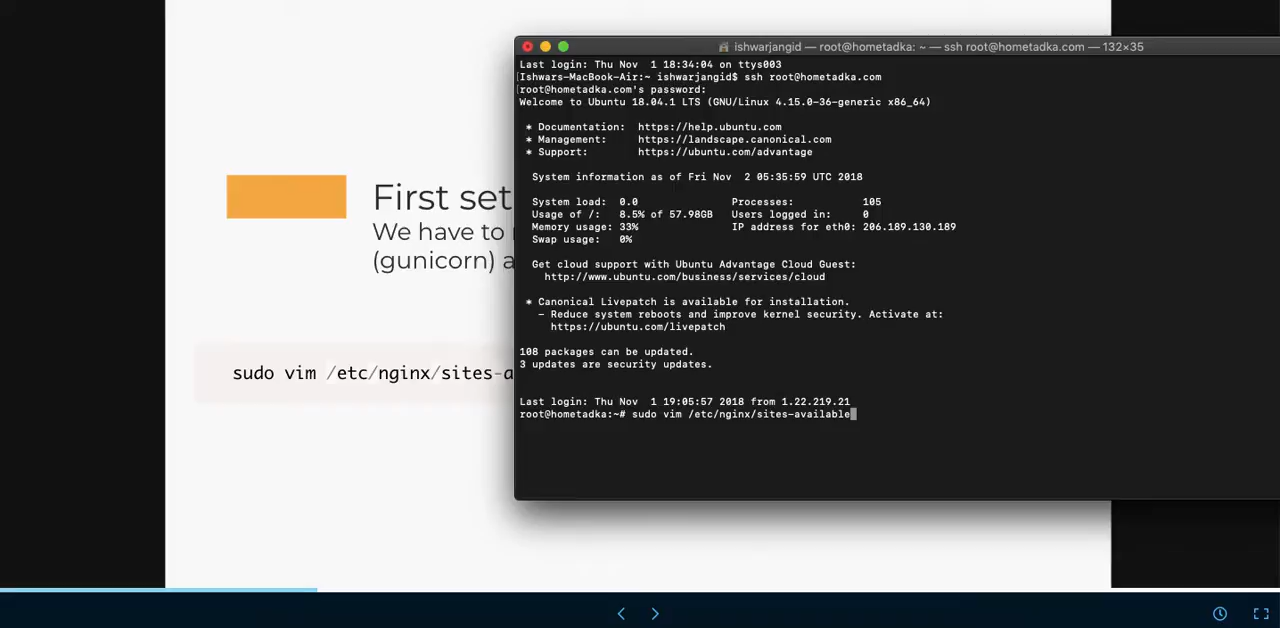 ishwarjangid — root@hometadka: ~ — ssh root@hometadka.com — 132×35
Last login: Thu Nov  1 18:34:04 on ttys003
[Ishwars-MacBook-Air:~ ishwarjangid$ ssh root@hometadka.com
[root@hometadka.com's password:
Welcome to Ubuntu 18.04.1 LTS (GNU/Linux 4.15.0-36-generic x86_64)
* Documentation:  https://help.ubuntu.com
* Management:     https://landscape.canonical.com
* Support:        https://ubuntu.com/advantage
System information as of Fri Nov  2 05:35:59 UTC 2018
System load:  0.0               Processes:           105
Usage of /:   8.5% of 57.98GB   Users logged in:     0
Memory usage: 33%               IP address for eth0: 206.189.130.189
Swap usage:   0%
Get cloud support with Ubuntu Advantage Cloud Guest:
http://www.ubuntu.com/business/services/cloud
* Canonical Livepatch is available for installation.
- Reduce system reboots and improve kernel security. Activate at:
https://ubuntu.com/livepatch
108 packages can be updated.
3 updates are security updates.
Last login: Thu Nov  1 19:05:57 2018 from 1.22.219.21
root@hometadka:~# sudo vim /etc/nginx/sites-available
First set
We have to
(gunicorn) a
sudo vim /etc/nginx/sites-a